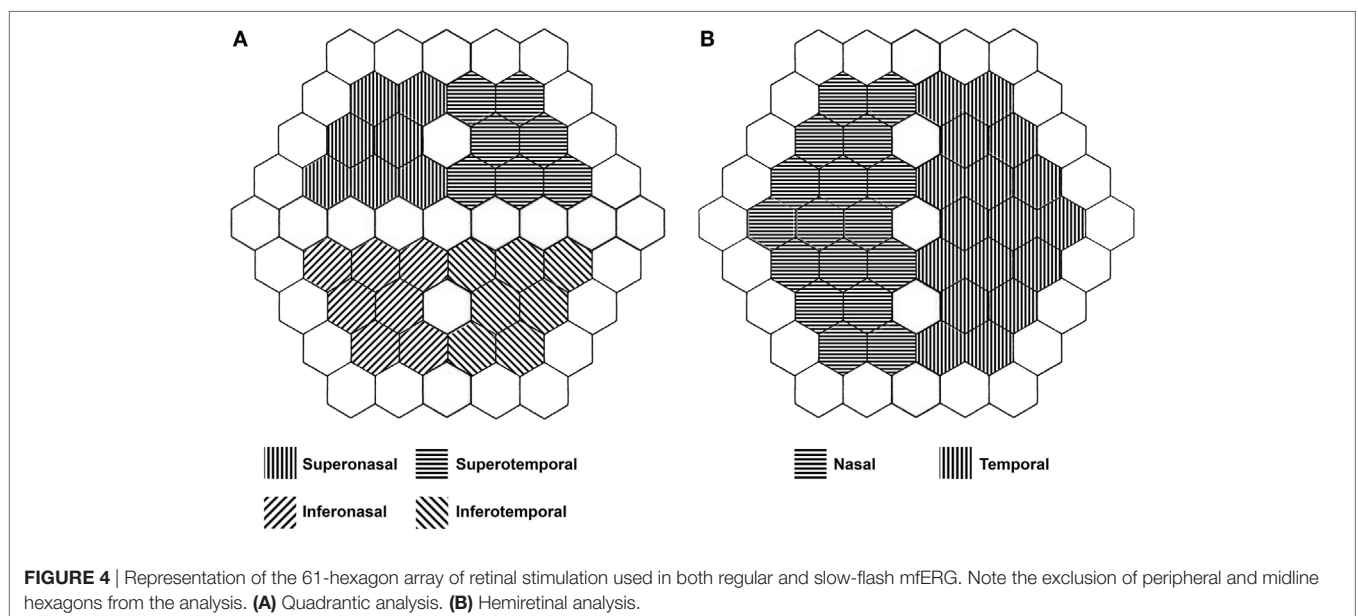 A
B
Superonasal Superotemporal
Inferonasal Inferotemporal
Nasal Temporal
FIGURE 4 | Representation of the 61-hexagon array of retinal stimulation used in both regular and slow-flash mfERG. Note the exclusion of peripheral and midline
hexagons from the analysis. (A) Quadrantic analysis. (B) Hemiretinal analysis.